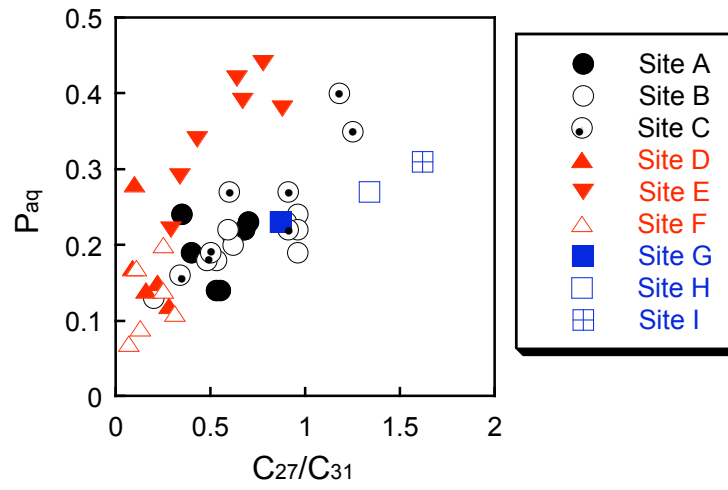 0.5
0.4
0.3
0.2
0.1
0
Paq
0
0.5
1
1.5
2
C27/C31
Site A
Site B
Site C
Site D
Site E
Site F
Site G
Site H
Site I